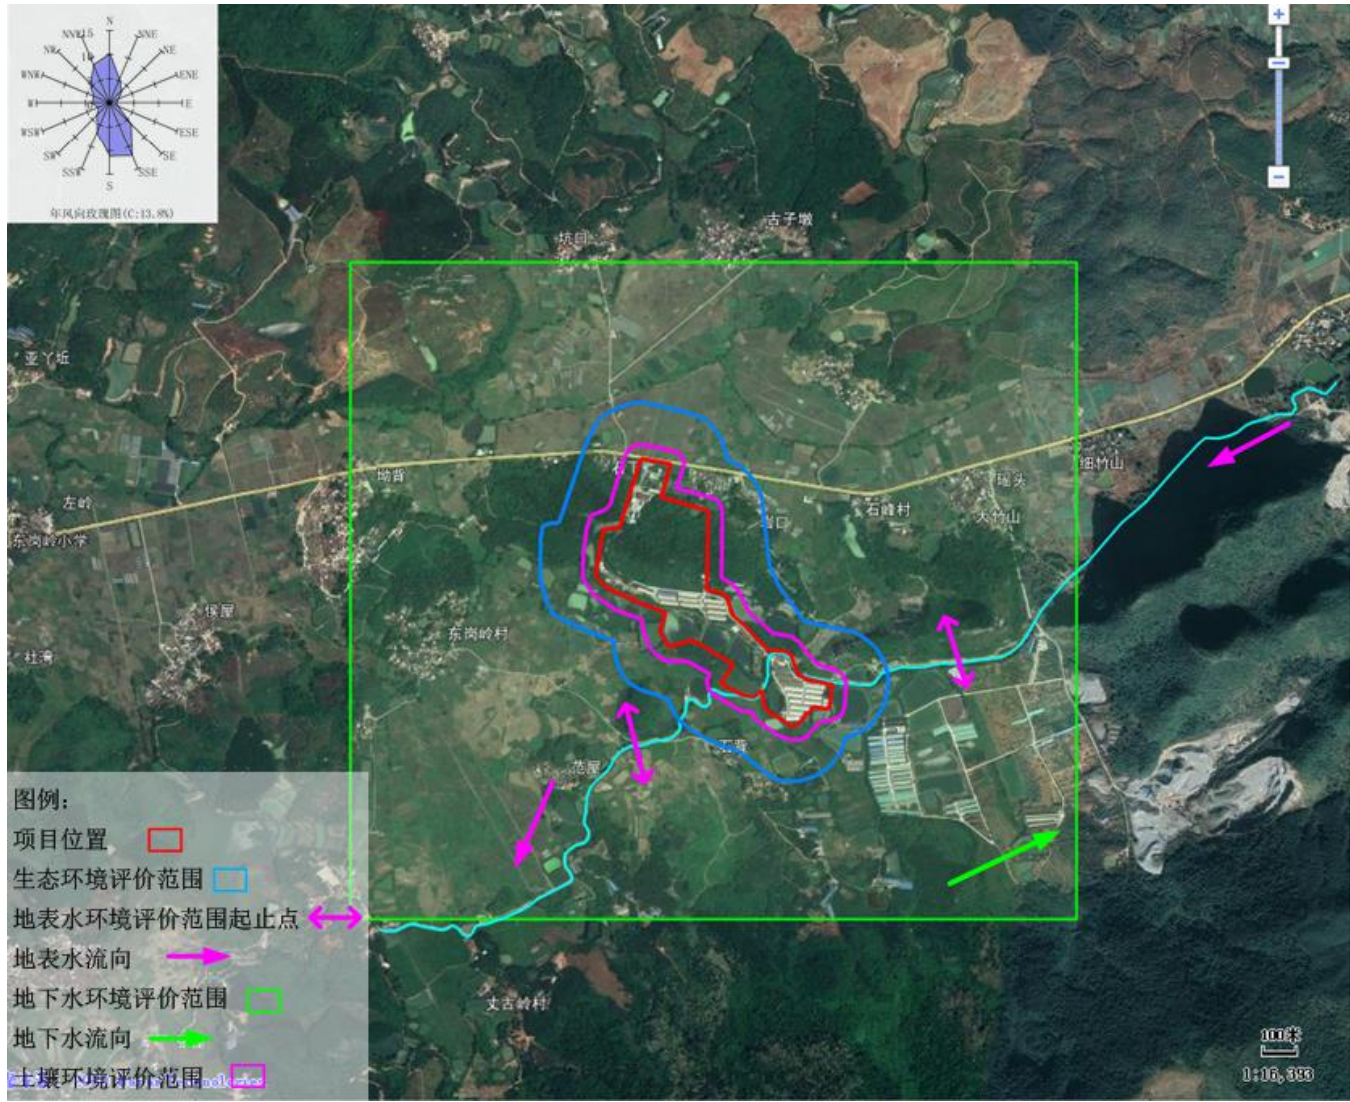 N
NNE
NE
ENE
E
ESE
SE
SSE
S
SSW
SW
WSW
W
WNW
NW
NNW
15
年风向玫瑰图(C:13.8%)
坑口
古子墩
亚丫坵
坳背
左岭
东岗岭小学
细竹山
瑶头
石峰村
大竹山
侯屋
东岗岭村
范屋
石背
丈古岭村
图例：
项目位置
生态环境评价范围
地表水环境评价范围起止点
地表水流向
地下水环境评价范围
地下水流向
土壤环境评价范围
100米
1:16,393